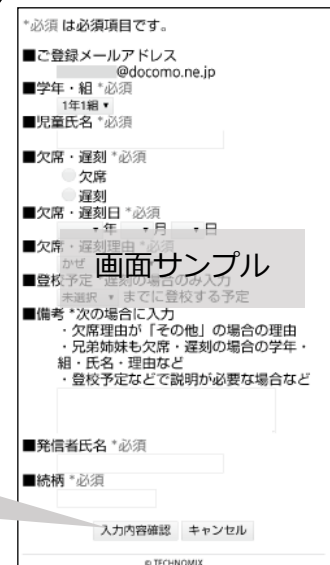 *必須 は必須項目です。
■ご登録メールアドレス
@docomo.ne.jp
■学年・組 *必須
1年1組 ▾
■児童氏名 *必須
■欠席・遅刻 *必須
欠席
遅刻
■欠席・遅刻日 *必須
▾ 年 ▾ 月 ▾ 日
■欠席・遅刻理由 *必須
かぜ
画面サンプル
■登校予定 *遅刻の場合のみ入力
未選択 ▾ までに登校する予定
■備考 *次の場合に入力
・欠席理由が「その他」の場合の理由
・兄弟姉妹も欠席・遅刻の場合の学年・
組・氏名・理由など
・登校予定などで説明が必要な場合など
■発信者氏名 *必須
■続柄 *必須
入力内容確認 キャンセル
© TECHNOMIX